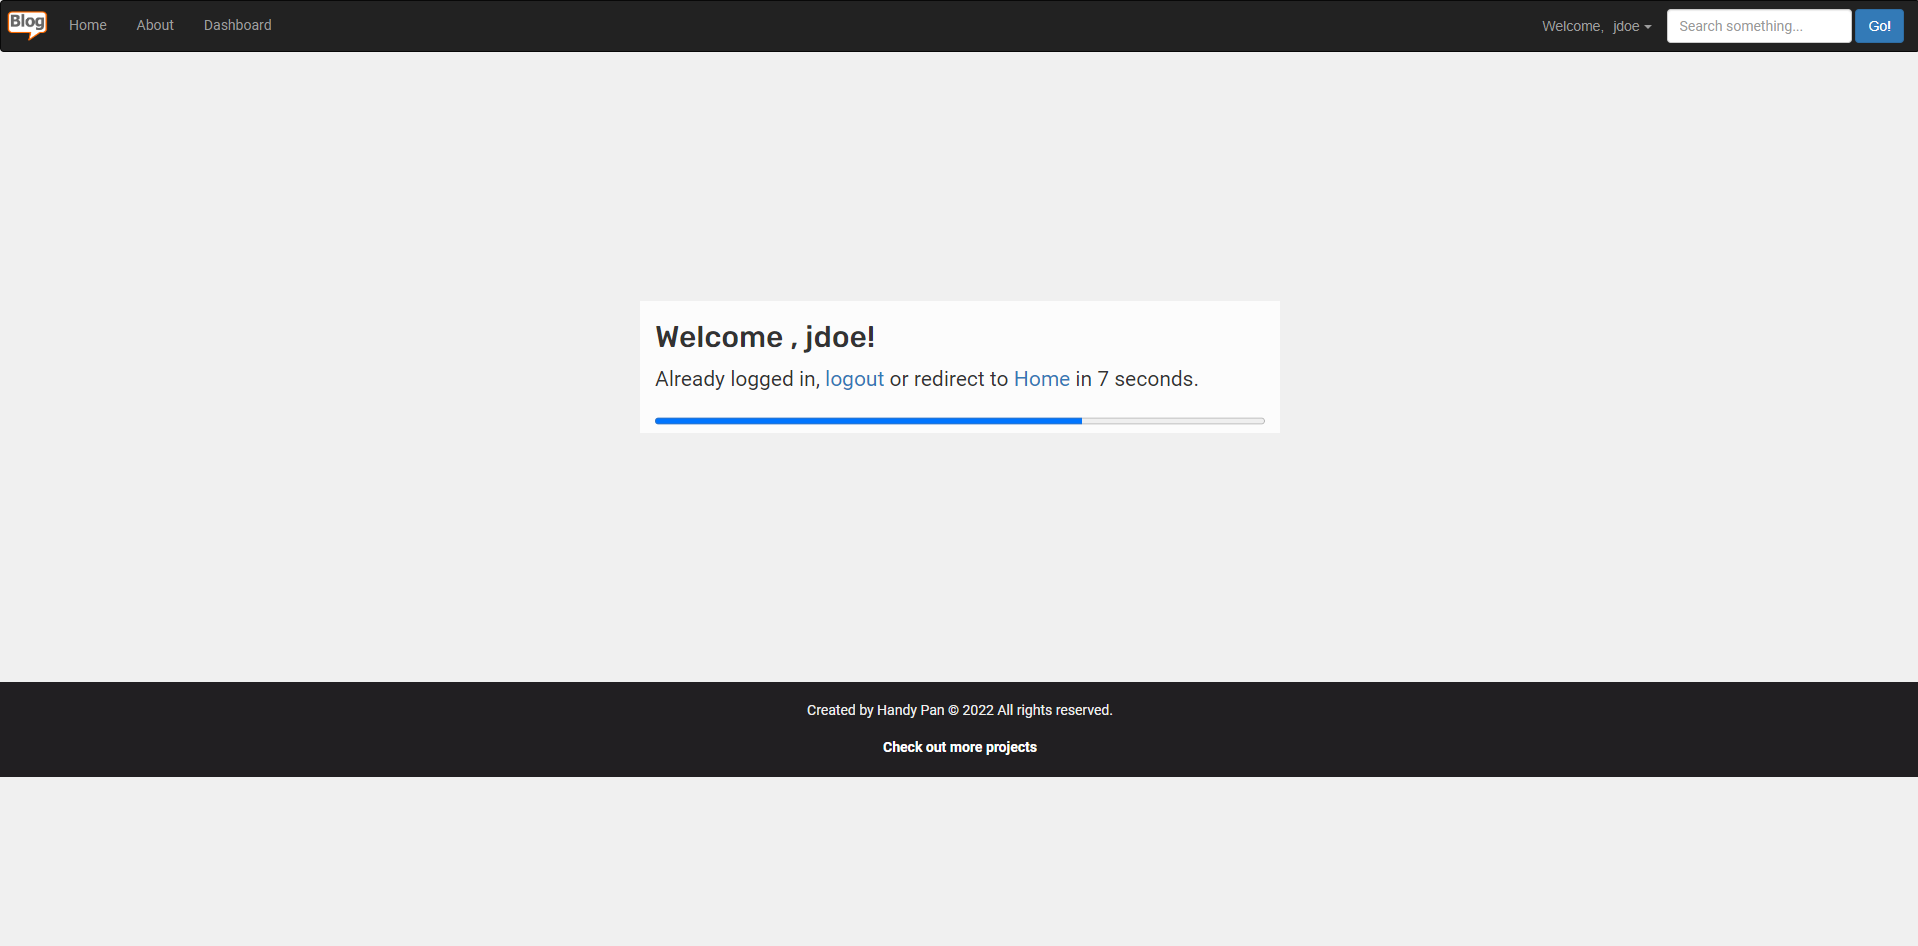 Blog
Home About Dashboard
Welcome, jdoe
Search something...
Go!
Welcome , jdoe!
Already logged in, logout or redirect to Home in 7 seconds.
Created by Handy Pan © 2022 All rights reserved.
Check out more projects